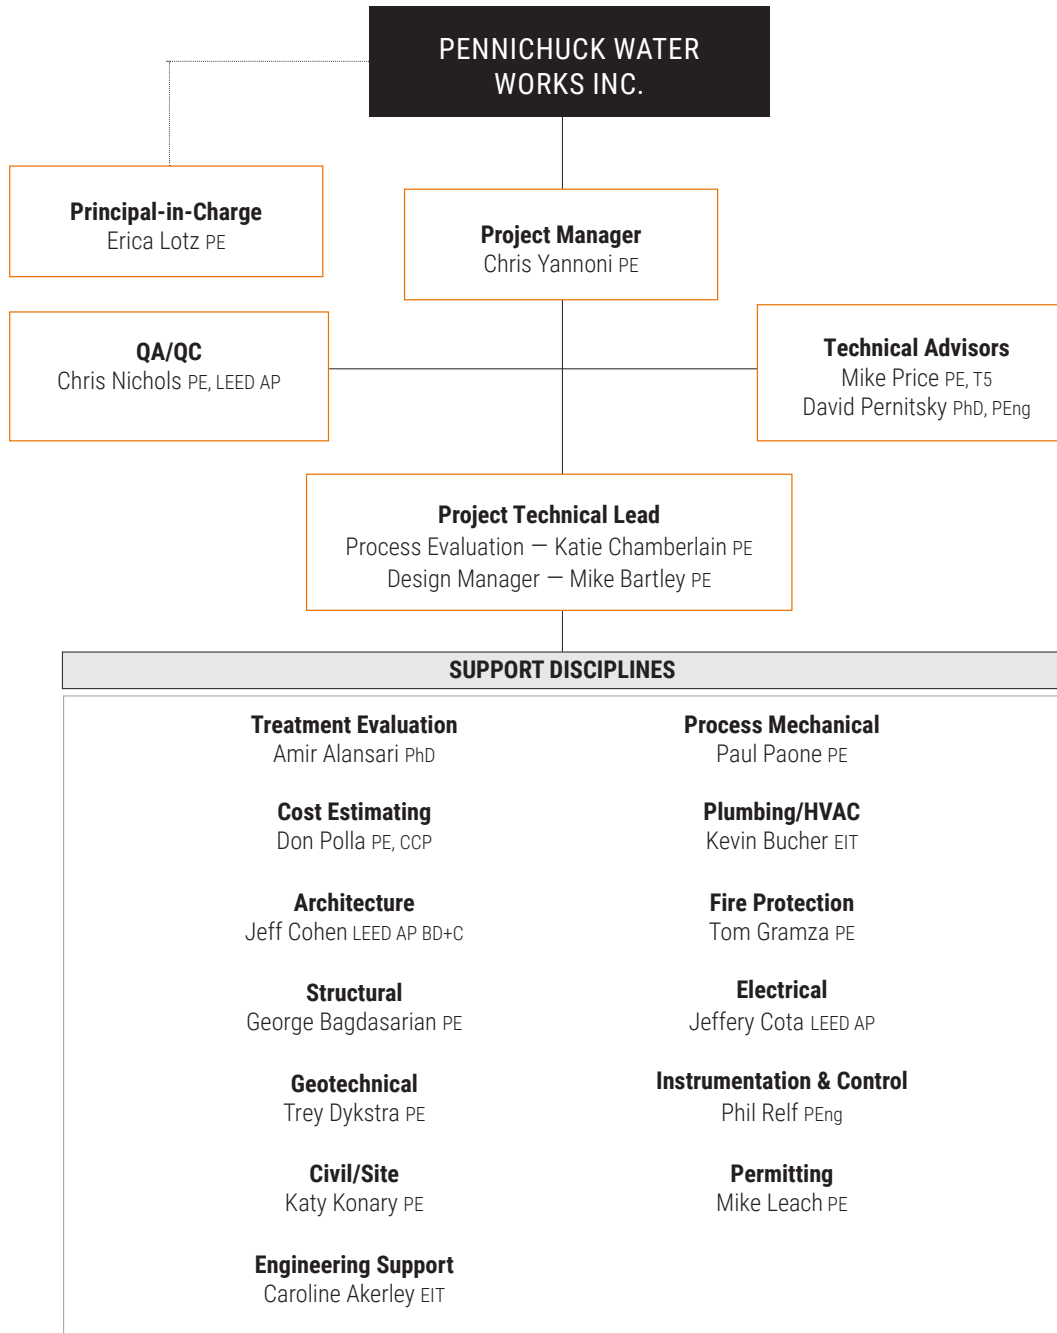 PENNICHUCK WATER
WORKS INC.
Principal-in-Charge
Erica Lotz PE
Project Manager
Chris Yannoni PE
QA/QC
Chris Nichols PE, LEED AP
Technical Advisors
Mike Price PE, T5
David Pernitsky PhD, PEng
Project Technical Lead
Process Evaluation — Katie Chamberlain PE
Design Manager — Mike Bartley PE
SUPPORT DISCIPLINES
Treatment Evaluation
Amir Alansari PhD
Cost Estimating
Don Polla PE, CCP
Architecture
Jeff Cohen LEED AP BD+C
Structural
George Bagdasarian PE
Geotechnical
Trey Dykstra PE
Civil/Site
Katy Konary PE
Engineering Support
Caroline Akerley EIT
Process Mechanical
Paul Paone PE
Plumbing/HVAC
Kevin Bucher EIT
Fire Protection
Tom Gramza PE
Electrical
Jeffery Cota LEED AP
Instrumentation & Control
Phil Relf PEng
Permitting
Mike Leach PE